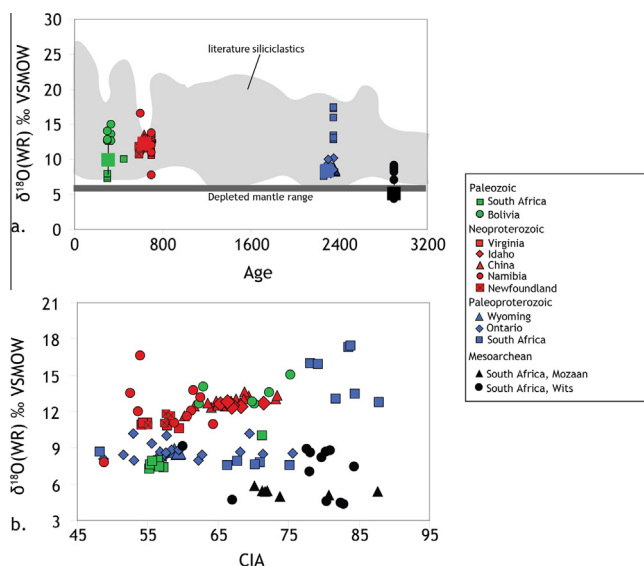 30
25
20
15
10
5
0
δ¹⁸O(WR) ‰ VSMOW
literature siliciclastics
Depleted mantle range
a.
0 800 1600 2400 3200
Age
21
18
15
12
9
6
3
δ¹⁸O(WR) ‰ VSMOW
b.
45 55 65 75 85 95
CIA
Paleozoic
South Africa
Bolivia
Neoproterozoic
Virginia
Idaho
China
Namibia
Newfoundland
Paleoproterozoic
Wyoming
Ontario
South Africa
Mesoarchean
South Africa, Mozaan
South Africa, Wits